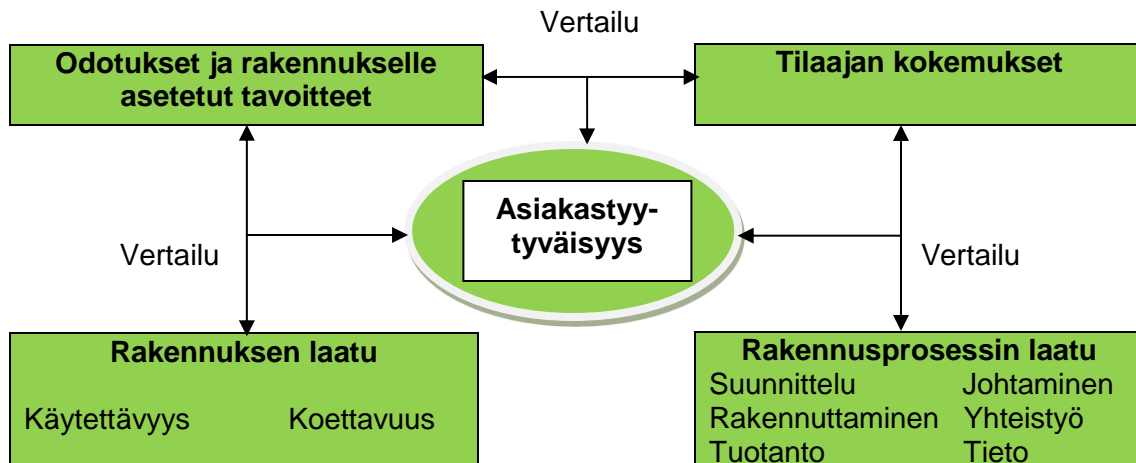 Vertailu
Odotukset ja rakennukselle
asetetut tavoitteet
Tilaajan kokemukset
Asiakastyy-
tyväisyys
Vertailu
Vertailu
Rakennuksen laatu
Käytettävyys Koettavuus
Rakennusprosessin laatu
Suunnittelu Johtaminen
Rakennuttaminen Yhteistyö
Tuotanto Tieto